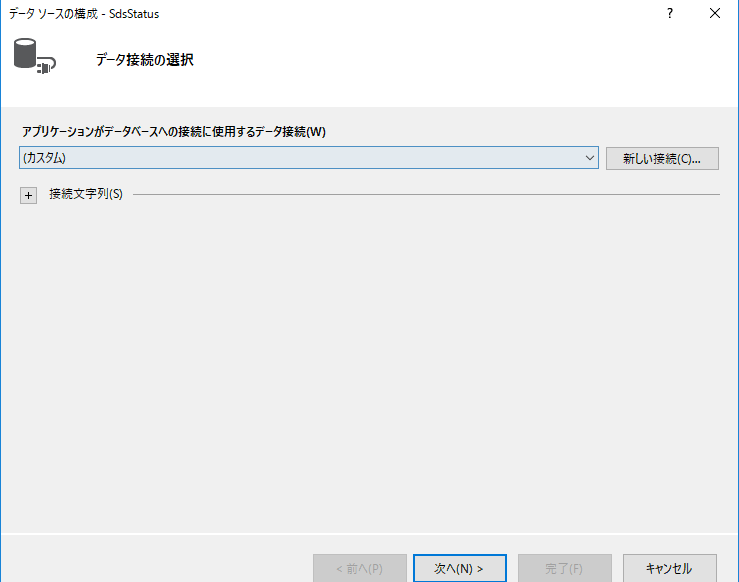 データ ソースの構成 - SdsStatus
?
データ接続の選択
アプリケーションがデータベースへの接続に使用するデータ接続(W)
(カスタム)
新しい接続(C)...
+ 接続文字列(S)
< 前へ(P)
次へ(N) >
完了(F)
キャンセル